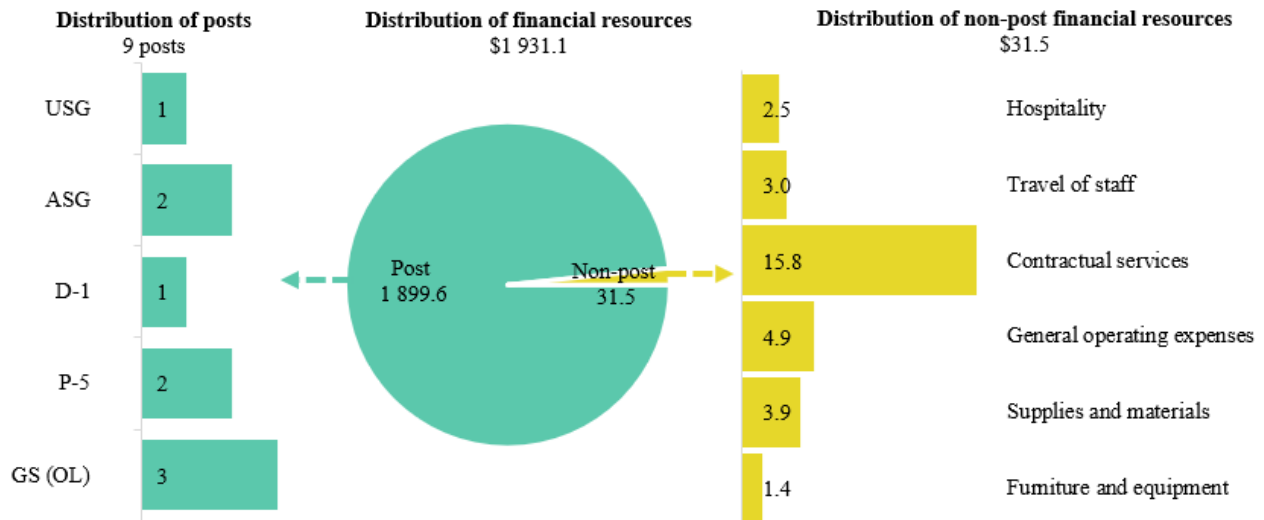 Distribution of posts
9 posts
USG
1
ASG
2
D-1
1
P-5
2
GS (OL)
3
Distribution of financial resources
$1 931.1
Post
1 899.6
Non-post
31.5
Distribution of non-post financial resources
$31.5
2.5
Hospitality
3.0
Travel of staff
15.8
Contractual services
4.9
General operating expenses
3.9
Supplies and materials
1.4
Furniture and equipment